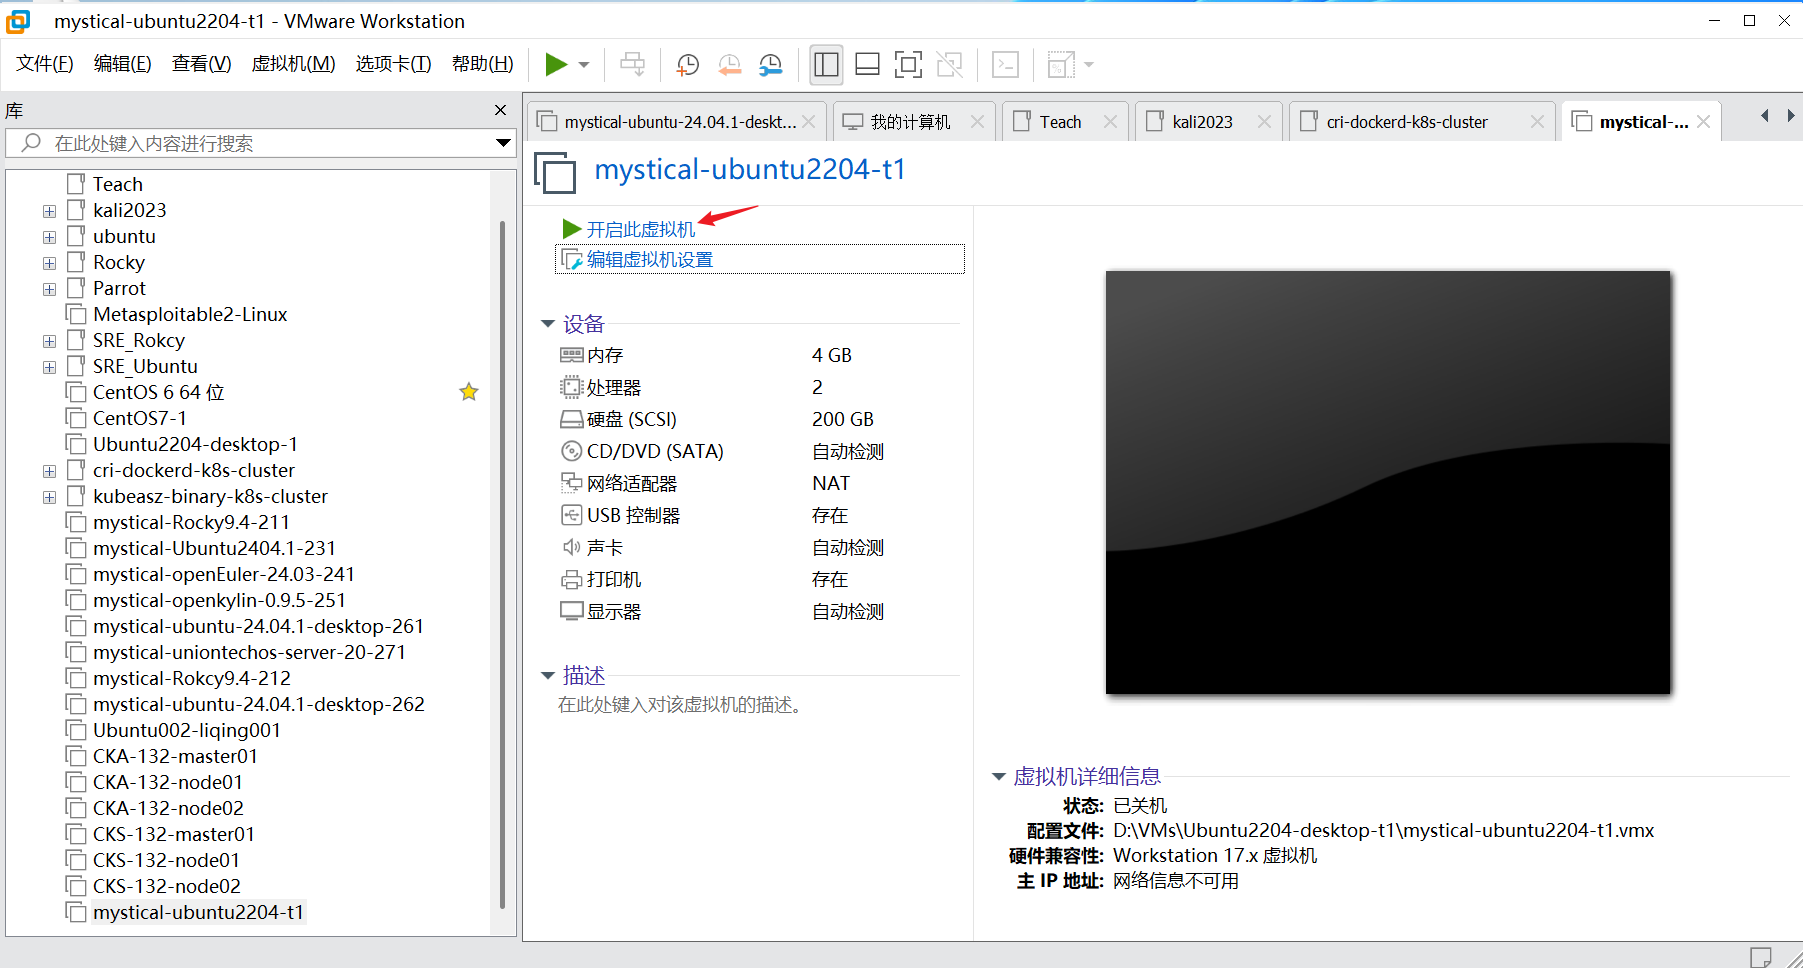 mystical-ubuntu2204-t1 - VMware Workstation
文件(F) 编辑(E) 查看(V) 虚拟机(M) 选项卡(T) 帮助(H)
库
在此处键入内容进行搜索
Teach
kali2023
ubuntu
Rocky
Parrot
Metasploitable2-Linux
SRE_Rokcy
SRE_Ubuntu
CentOS 6 64 位
CentOS7-1
Ubuntu2204-desktop-1
cri-dockerd-k8s-cluster
kubeasz-binary-k8s-cluster
mystical-Rocky9.4-211
mystical-Ubuntu2404.1-231
mystical-openEuler-24.03-241
mystical-openkylin-0.9.5-251
mystical-ubuntu-24.04.1-desktop-261
mystical-uniontechos-server-20-271
mystical-Rokcy9.4-212
mystical-ubuntu-24.04.1-desktop-262
Ubuntu002-liqing001
CKA-132-master01
CKA-132-node01
CKA-132-node02
CKS-132-master01
CKS-132-node01
CKS-132-node02
mystical-ubuntu2204-t1
mystical-ubuntu-24.04.1-deskt... 我的计算机 Teach kali2023 cri-dockerd-k8s-cluster mystical-...
mystical-ubuntu2204-t1
开启此虚拟机
编辑虚拟机设置
设备
内存 4 GB
处理器 2
硬盘 (SCSI) 200 GB
CD/DVD (SATA) 自动检测
网络适配器 NAT
USB 控制器 存在
声卡 自动检测
打印机 存在
显示器 自动检测
描述
在此处键入对该虚拟机的描述。
虚拟机详细信息
状态: 已关机
配置文件: D:\VMs\Ubuntu2204-desktop-t1\mystical-ubuntu2204-t1.vmx
硬件兼容性: Workstation 17.x 虚拟机
主 IP 地址: 网络信息不可用